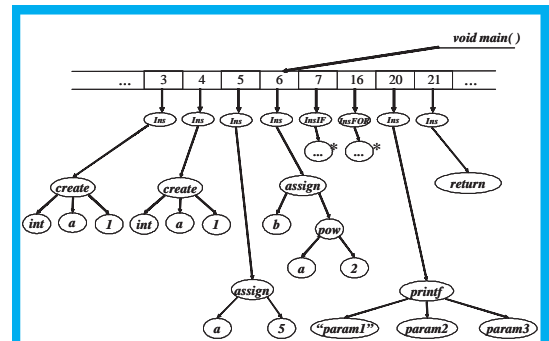 void main( )
... 3 4 5 6 7 16 20 21 ...
Ins Ins Ins Ins InsIF InsFOR Ins Ins
...* ...*
create create assign return
int a 1 int a 1 b pow
a 2
assign printf
a 5 "param1" param2 param3